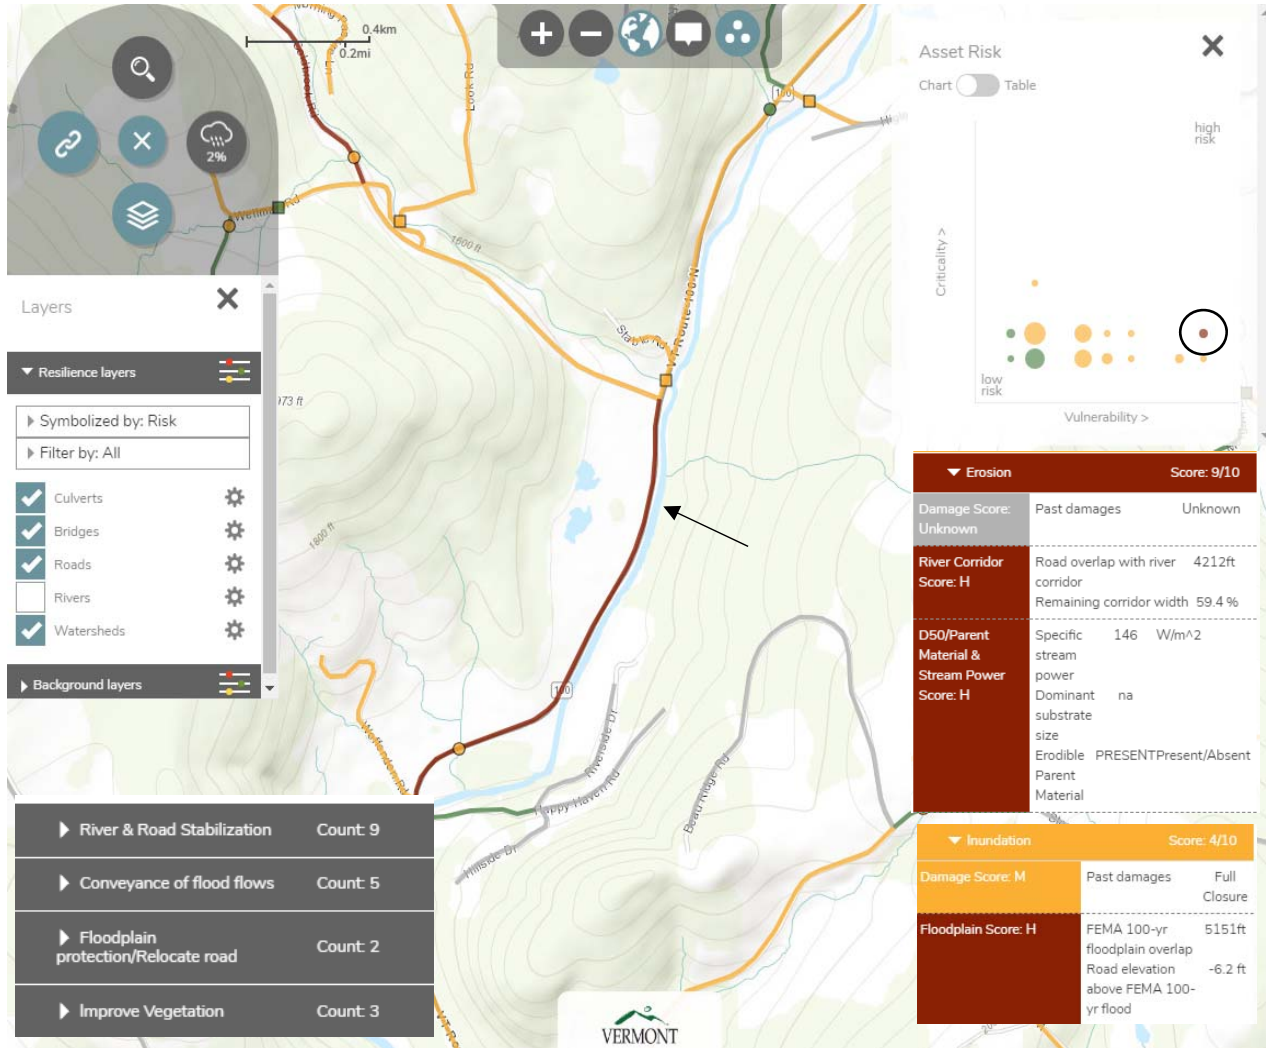 0.4km
0.2mi
Coldbrook Rd
Look Rd
2%
100
1600 ft
Layers
Resilience layers
Symbolized by: Risk
Filter by: All
Culverts
Bridges
Roads
Rivers
Watersheds
Background layers
973 ft
1800 ft
VT Route 100 N
100
Riverside Dr
Happy Haven Rd
Hillside Dr
Beau Ridge Rd
River & Road Stabilization Count: 9
Conveyance of flood flows Count: 5
Floodplain
protection/Relocate road Count: 2
Improve Vegetation Count: 3
VERMONT
Asset Risk
Chart Table
high
risk
Criticality >
low
risk
Vulnerability >
Erosion Score: 9/10
Damage Score: Past damages Unknown
Unknown
River Corridor Road overlap with river 4212ft
Score: H corridor
Remaining corridor width 59.4 %
D50/Parent Specific 146 W/m^2
Material & stream
Stream Power power
Score: H Dominant na
substrate
size
Erodible PRESENTPresent/Absent
Parent
Material
Inundation Score: 4/10
Damage Score: M Past damages Full
Closure
Floodplain Score: H FEMA 100-yr 5151ft
floodplain overlap
Road elevation -6.2 ft
above FEMA 100-
yr flood